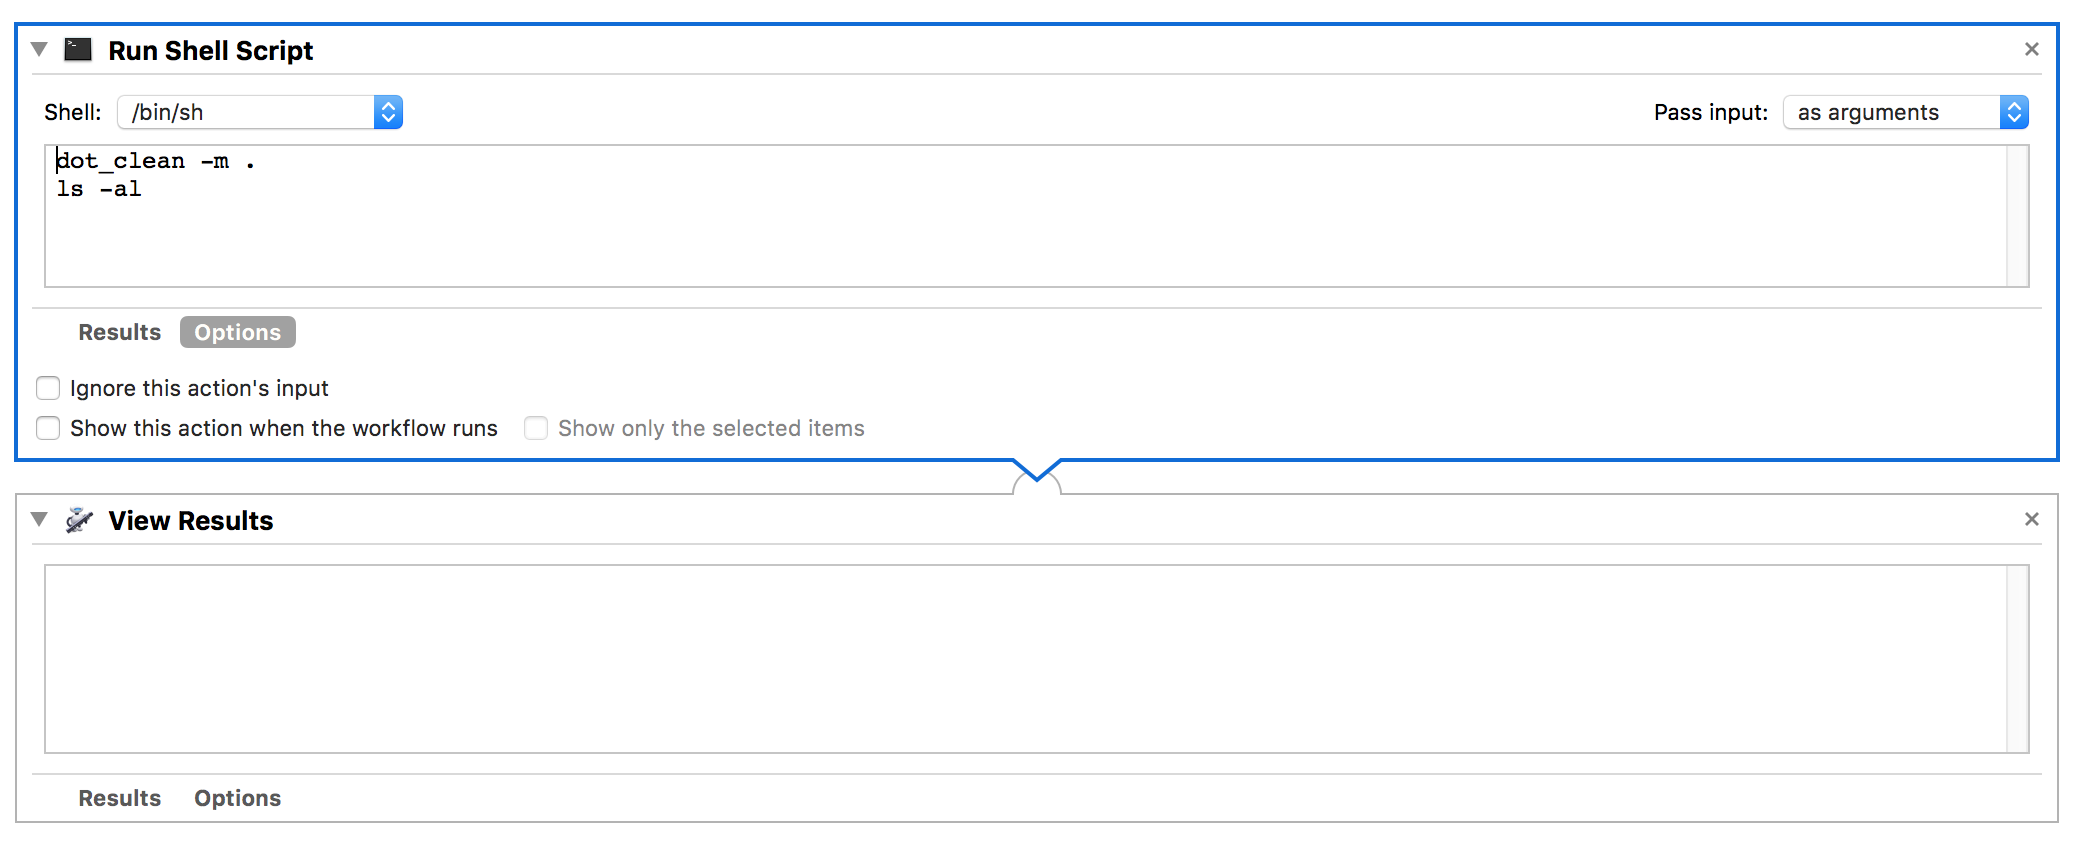 Run Shell Script
Shell: /bin/sh Pass input: as arguments
dot_clean -m .
ls -al
Results Options
Ignore this action's input
Show this action when the workflow runs Show only the selected items
View Results
Results Options